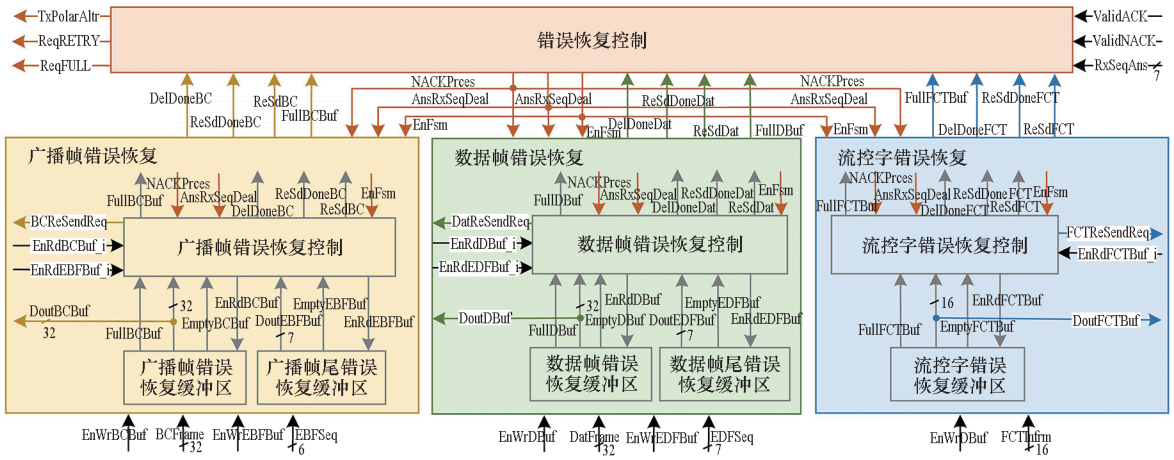 TxPolarAltr
ReqRETRY
ReqFULL
错误恢复控制
ValidACK
ValidNACK
RxSeqAns
7
DelDoneBC
ReSdDoneBC
ReSdBC
FullBCBuf
NACKPrces
AnsRxSeqDeal
EnFsm
AnsRxSeqDeal
EnFsm
DelDoneDat
ReSdDoneDat
ReSdDat
FullDBuf
NACKPrces
AnsRxSeqDeal
EnFsm
FullFCTBuf
DelDoneFCT
ReSdDoneFCT
ReSdFCT
广播帧错误恢复
FullBCBuf
NACKPrces
AnsRxSeqDeal
DelDoneBC
ReSdDoneBC
ReSdBC
EnFsm
BCReSendReq
EnRdBCBuf_i
EnRdEBFBuf_i
广播帧错误恢复控制
DoutBCBuf
32
FullBCBuf
32
EmptyBCBuf
EnRdBCBuf
DoutEBFBuf
7
EmptyEBFBuf
EnRdEBFBuf
广播帧错误
恢复缓冲区
广播帧尾错误
恢复缓冲区
EnWrBCBuf
BCFrame
32
EnWrEBFBuf
EBFSeq
6
数据帧错误恢复
FullDBuf
NACKPrces
AnsRxSeqDeal
DelDoneDat
ReSdDoneDat
ReSdDat
EnFsm
DatReSendReq
EnRdDBuf_i
EnRdEDFBuf_i
数据帧错误恢复控制
DoutDBuf
FullDBuf
32
EmptyDBuf
EnRdDBuf
DoutEDFBuf
7
EmptyEDFBuf
EnRdEDFBuf
数据帧错误
恢复缓冲区
数据帧尾错误
恢复缓冲区
EnWrDBuf
DatFrame
32
EnWrEDFBuf
EDFSeq
7
流控字错误恢复
FullFCTBuf
NACKPrces
AnsRxSeqDeal
DelDoneFCT
ReSdDoneFCT
ReSdFCT
EnFsm
流控字错误恢复控制
FCTReSendReq
EnRdFCTBuf_i
FullFCTBuf
16
EmptyFCTBuf
EnRdFCTBuf
DoutFCTBuf
流控字错误
恢复缓冲区
EnWrDBuf
FCTInfrm
16